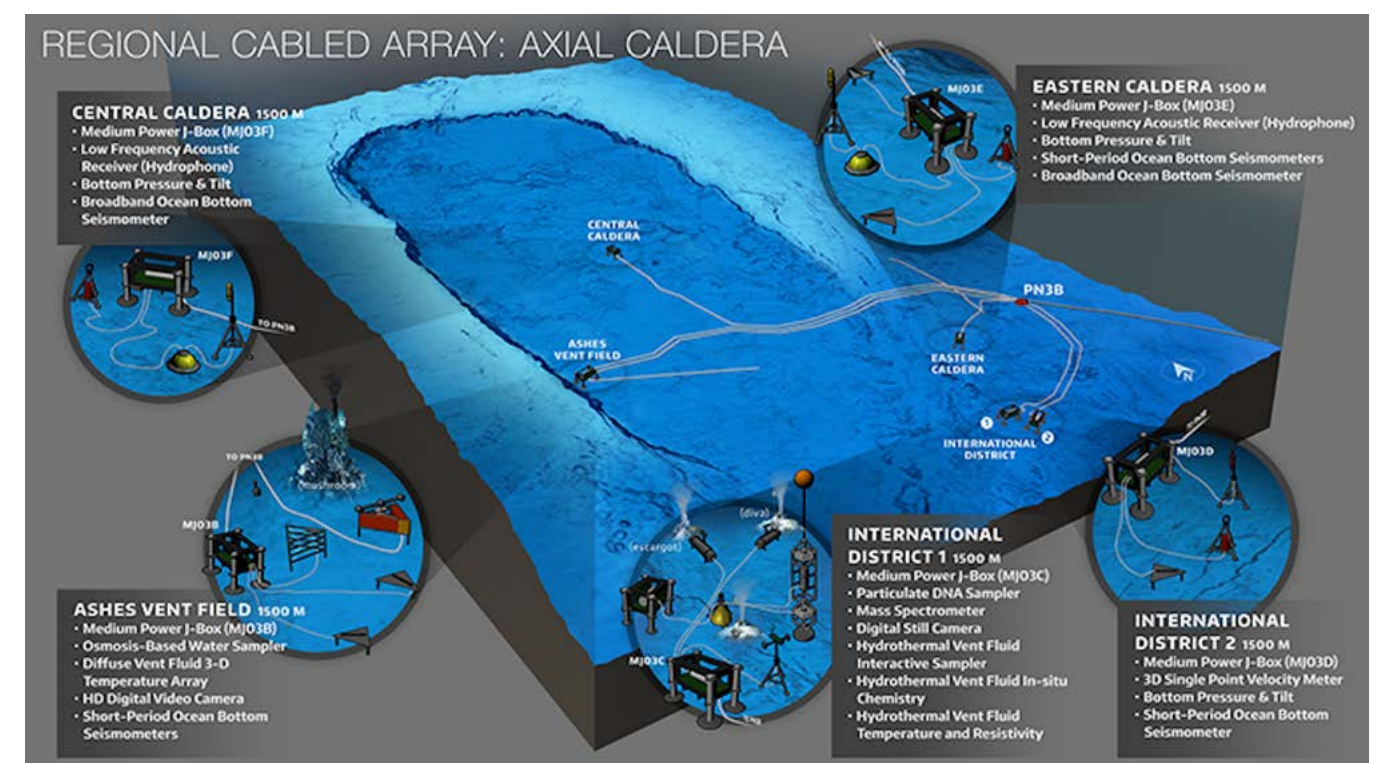 REGIONAL CABLED ARRAY: AXIAL CALDERA
CENTRAL CALDERA 1500 M
· Medium Power J-Box (MJ03F)
· Low Frequency Acoustic
Receiver (Hydrophone)
· Bottom Pressure & Tilt
· Broadband Ocean Bottom
Seismometer
MJ03F
TO PN3B
MJ03E
EASTERN CALDERA 1500 M
· Medium Power J-Box (MJ03E)
· Low Frequency Acoustic Receiver (Hydrophone)
· Bottom Pressure & Tilt
· Short-Period Ocean Bottom Seismometers
· Broadband Ocean Bottom Seismometer
CENTRAL
CALDERA
PN3B
ASHES
VENT FIELD
EASTERN
CALDERA
N
1
2
INTERNATIONAL
DISTRICT
TO PN3B
(mushroom)
MJ03B
ASHES VENT FIELD 1500 M
· Medium Power J-Box (MJ03B)
· Osmosis-Based Water Sampler
· Diffuse Vent Fluid 3-D
Temperature Array
· HD Digital Video Camera
· Short-Period Ocean Bottom
Seismometers
(diva)
(escargot)
MJ03C
INTERNATIONAL
DISTRICT 1 1500 M
· Medium Power J-Box (MJ03C)
· Particulate DNA Sampler
· Mass Spectrometer
· Digital Still Camera
· Hydrothermal Vent Fluid
Interactive Sampler
· Hydrothermal Vent Fluid In-situ
Chemistry
· Hydrothermal Vent Fluid
Temperature and Resistivity
MJ03D
INTERNATIONAL
DISTRICT 2 1500 M
· Medium Power J-Box (MJ03D)
· 3D Single Point Velocity Meter
· Bottom Pressure & Tilt
· Short-Period Ocean Bottom
Seismometer